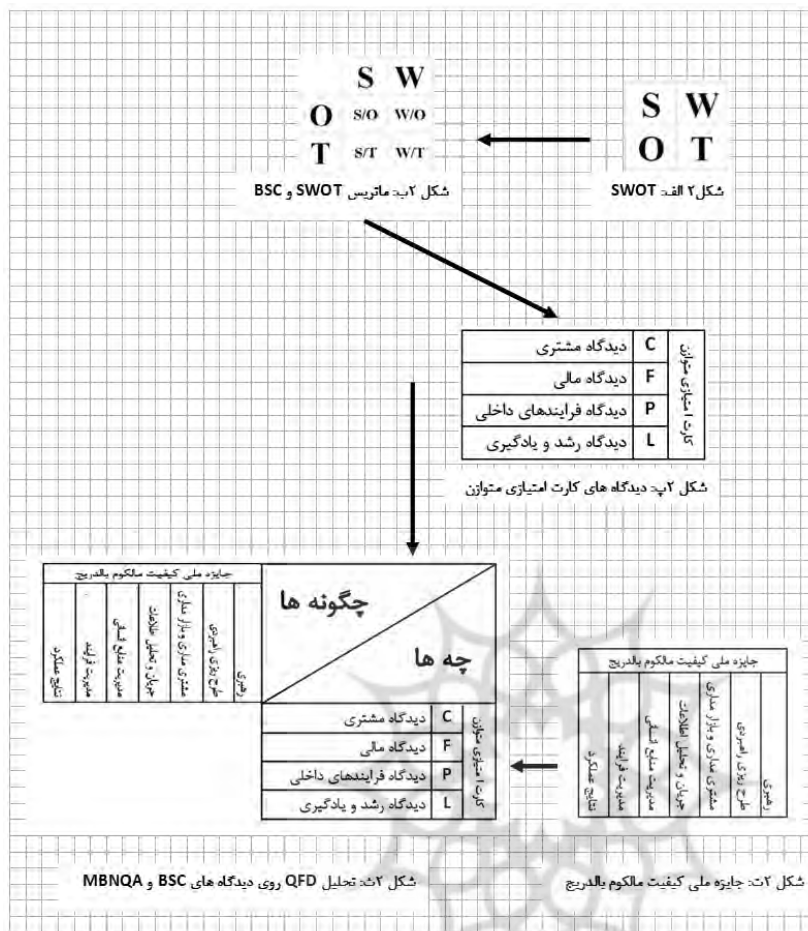 S W
O T
شکل۲ الف: SWOT
S W
O S/O W/O
T S/T W/T
شکل ۲ب: ماتریس SWOT و BSC
کارت امتیازی متوازن
C دیدگاه مشتری
F دیدگاه مالی
P دیدگاه فرایندهای داخلی
L دیدگاه رشد و یادگیری
شکل ۲پ: دیدگاه های کارت امتیازی متوازن
جایزه ملی کیفیت مالکوم بالدریج
رهبری
طرح ریزی راهبردی
مشتری مداری و بازار مداری
جریان و تحلیل اطلاعات
مدیریت منابع انسانی
مدیریت فرایند
نتایج عملکرد
شکل ۲ت: جایزه ملی کیفیت مالکوم بالدریج
چگونه ها
چه ها
جایزه ملی کیفیت مالکوم بالدریج
رهبری
طرح ریزی راهبردی
مشتری مداری و بازار مداری
جریان و تحلیل اطلاعات
مدیریت منابع انسانی
مدیریت فرایند
نتایج عملکرد
کارت امتیازی متوازن
C دیدگاه مشتری
F دیدگاه مالی
P دیدگاه فرایندهای داخلی
L دیدگاه رشد و یادگیری
شکل ۲ث: تحلیل QFD روی دیدگاه های BSC و MBNQA